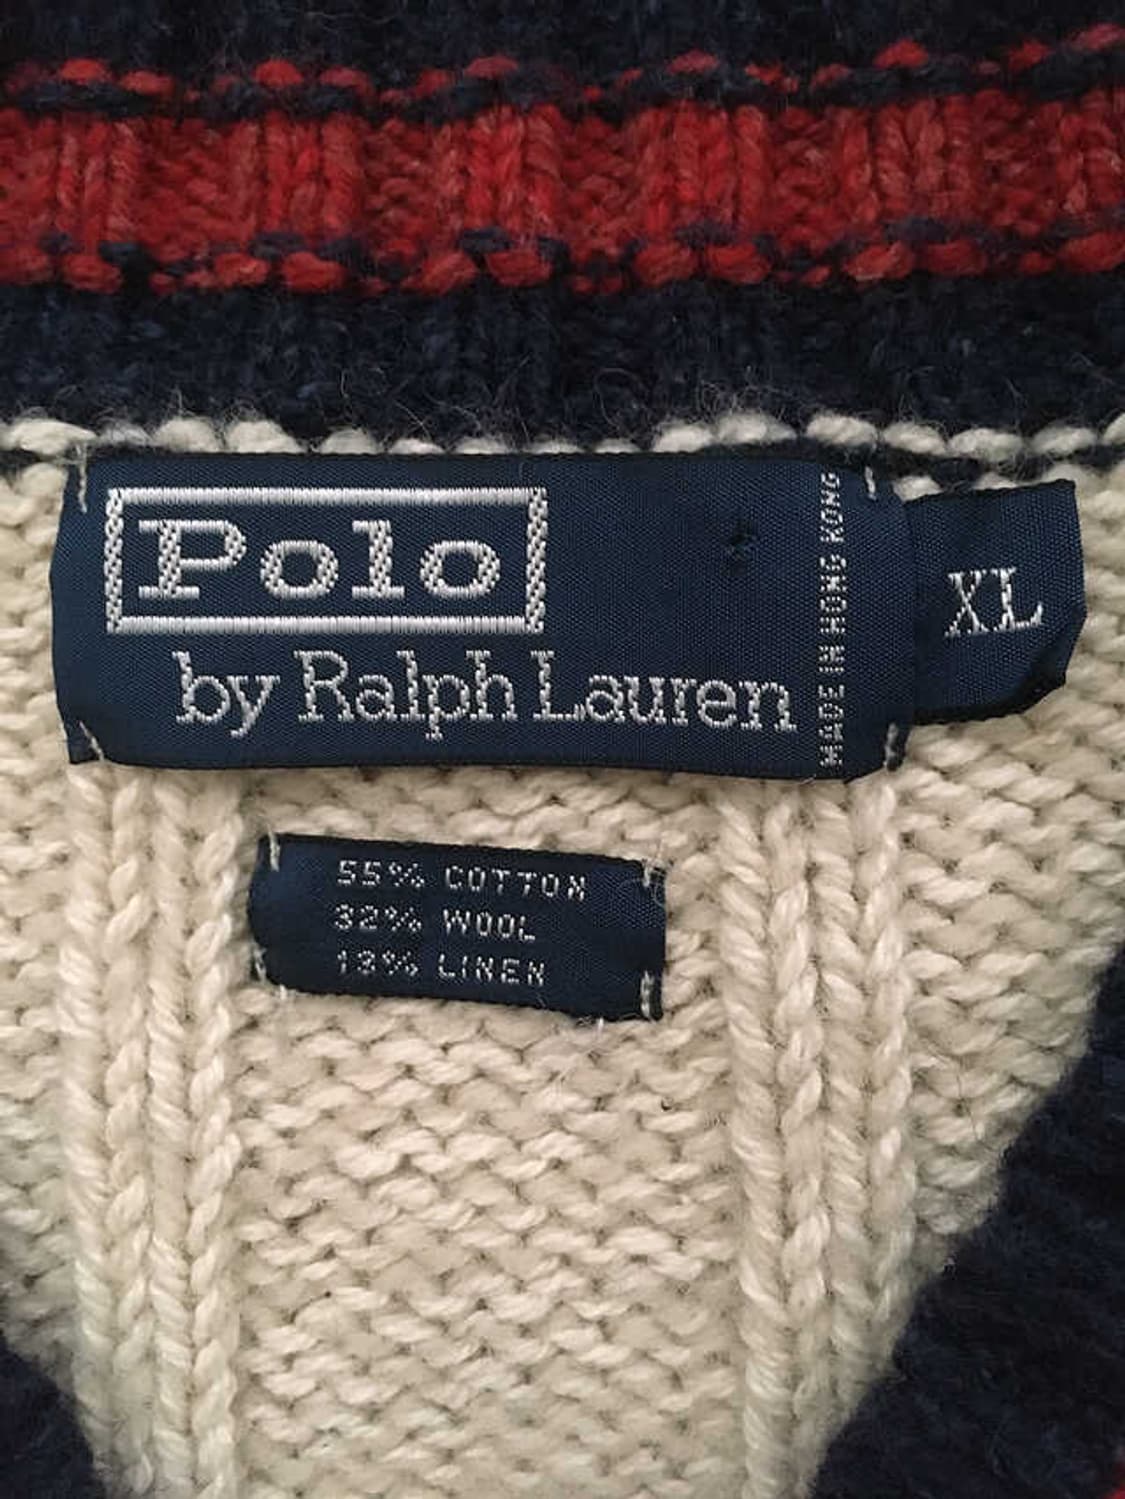 Polo
by Ralph Lauren
MADE IN HONG KONG
XL
55% COTTON
32% WOOL
13% LINEN